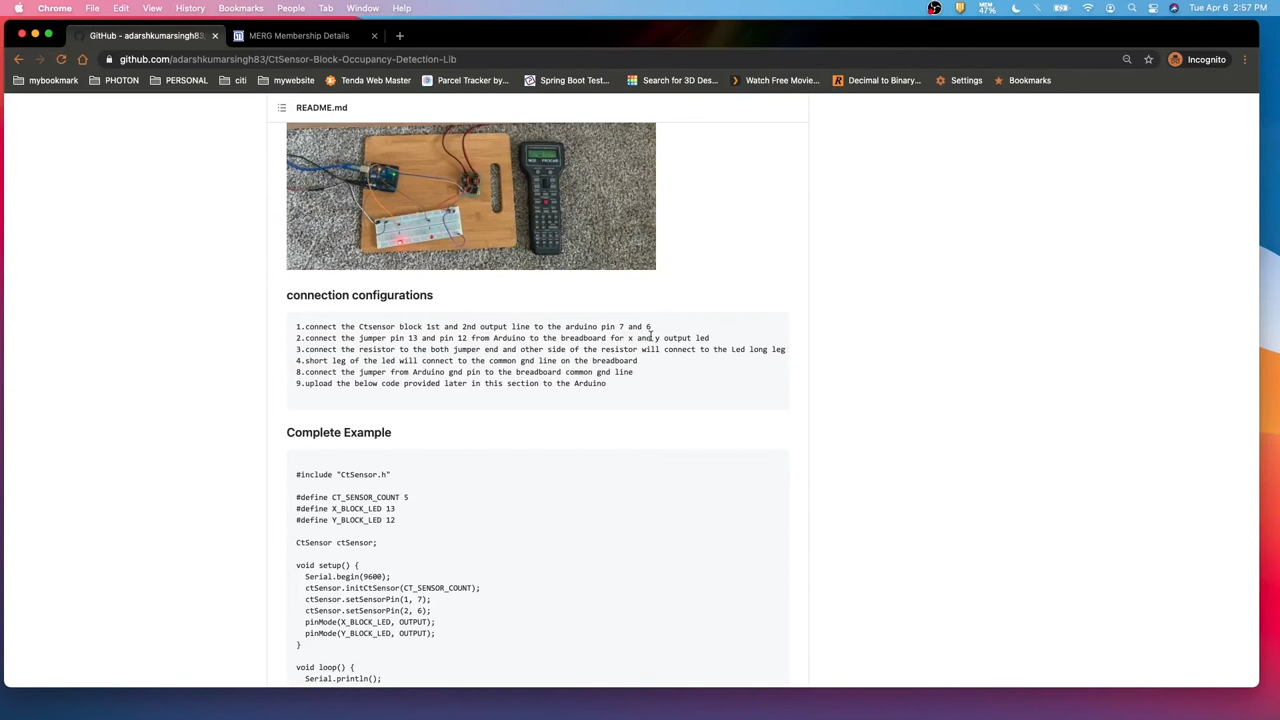 Chrome File Edit View History Bookmarks People Tab Window Help
MEM 47%
Tue Apr 6 2:57 PM
GitHub - adarshkumarsingh83/
MERG Membership Details
github.com/adarshkumarsingh83/CtSensor-Block-Occupancy-Detection-Lib
Incognito
mybookmark PHOTON PERSONAL citi mywebsite Tenda Web Master Parcel Tracker by... Spring Boot Test... Search for 3D Des... Watch Free Movie... Decimal to Binary... Settings Bookmarks
README.md
connection configurations
1.connect the Ctsensor block 1st and 2nd output line to the arduino pin 7 and 6
2.connect the jumper pin 13 and pin 12 from Arduino to the breadboard for x and y output led
3.connect the resistor to the both jumper end and other side of the resistor will connect to the Led long leg
4.short leg of the led will connect to the common gnd line on the breadboard
8.connect the jumper from Arduino gnd pin to the breadboard common gnd line
9.upload the below code provided later in this section to the Arduino
Complete Example
#include "CtSensor.h"
#define CT_SENSOR_COUNT 5
#define X_BLOCK_LED 13
#define Y_BLOCK_LED 12
CtSensor ctSensor;
void setup() {
Serial.begin(9600);
ctSensor.initCtSensor(CT_SENSOR_COUNT);
ctSensor.setSensorPin(1, 7);
ctSensor.setSensorPin(2, 6);
pinMode(X_BLOCK_LED, OUTPUT);
pinMode(Y_BLOCK_LED, OUTPUT);
}
void loop() {
Serial.println();